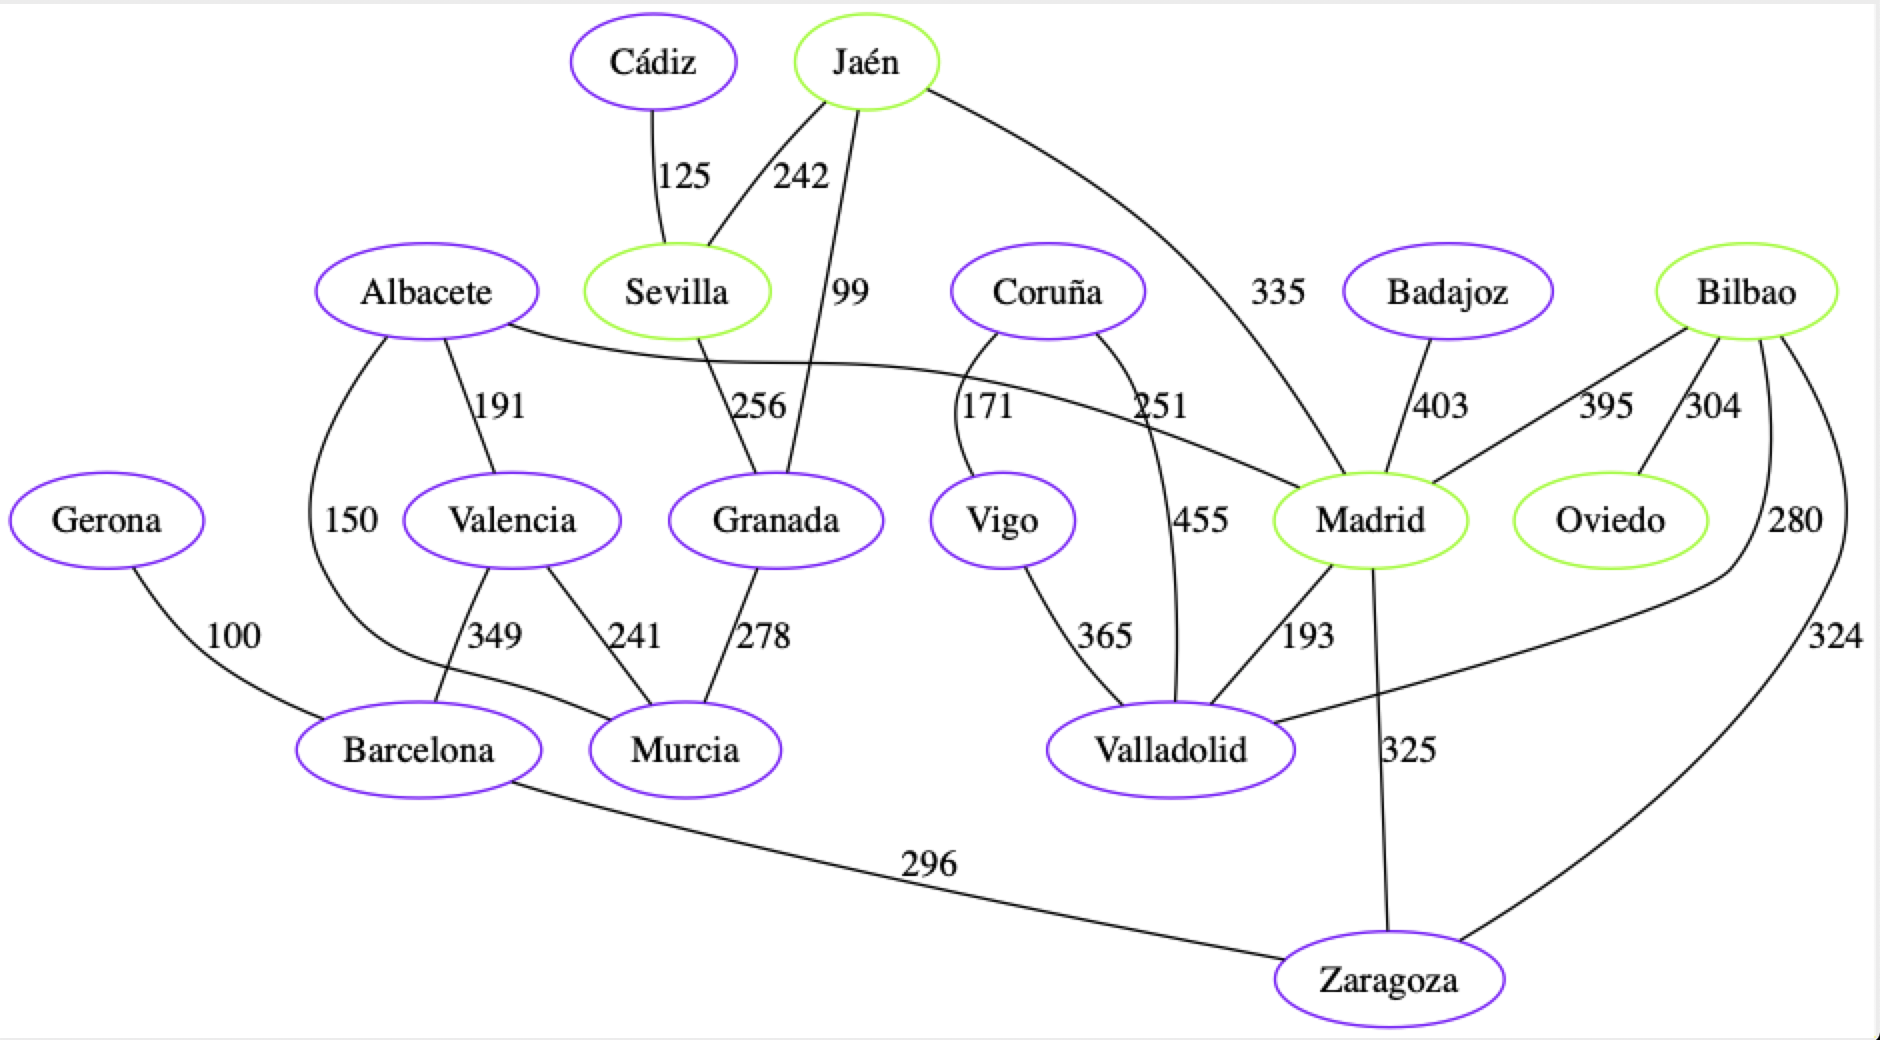 Cádiz
Jaén
125
242
Albacete
Sevilla
99
Coruña
335
Badajoz
Bilbao
191
256
171
251
403
395
304
Gerona
150
Valencia
Granada
Vigo
455
Madrid
Oviedo
280
100
349
241
278
365
193
324
Barcelona
Murcia
Valladolid
325
296
Zaragoza